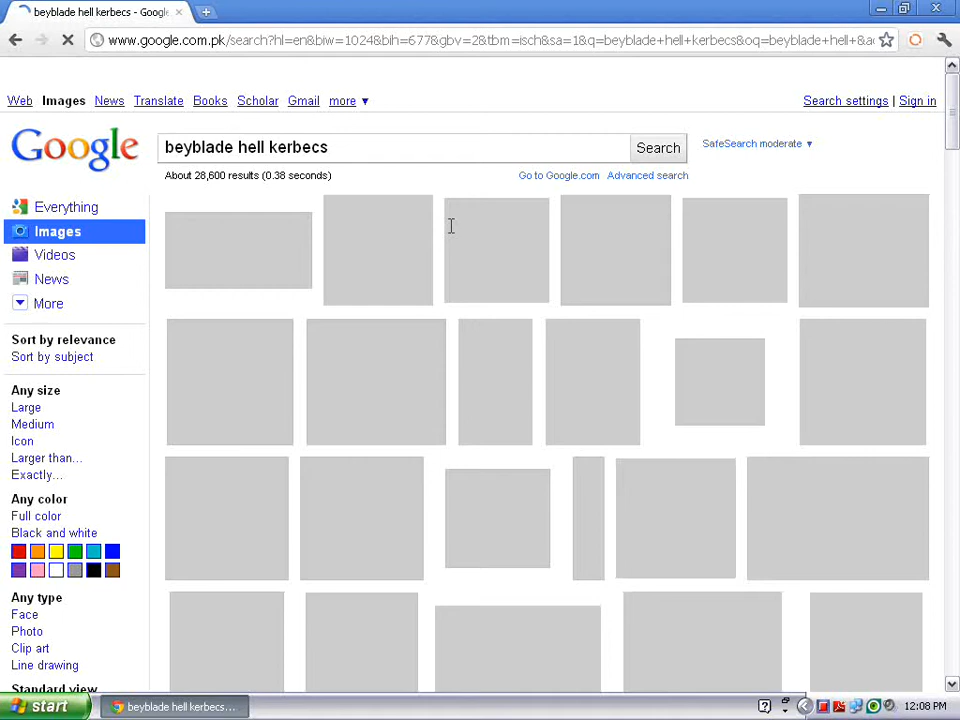 beyblade hell kerbecs - Google
www.google.com.pk/search?hl=en&biw=1024&bih=677&gbv=2&tbm=isch&sa=1&q=beyblade+hell+kerbecs&oq=beyblade+hell+&ac
Web Images News Translate Books Scholar Gmail more ▼ Search settings | Sign in
Google beyblade hell kerbecs Search SafeSearch moderate ▼
About 28,600 results (0.38 seconds) Go to Google.com Advanced search
Everything
Images
Videos
News
More
Sort by relevance
Sort by subject
Any size
Large
Medium
Icon
Larger than...
Exactly...
Any color
Full color
Black and white
Any type
Face
Photo
Clip art
Line drawing
Standard view
start beyblade hell kerbecs... 12:08 PM